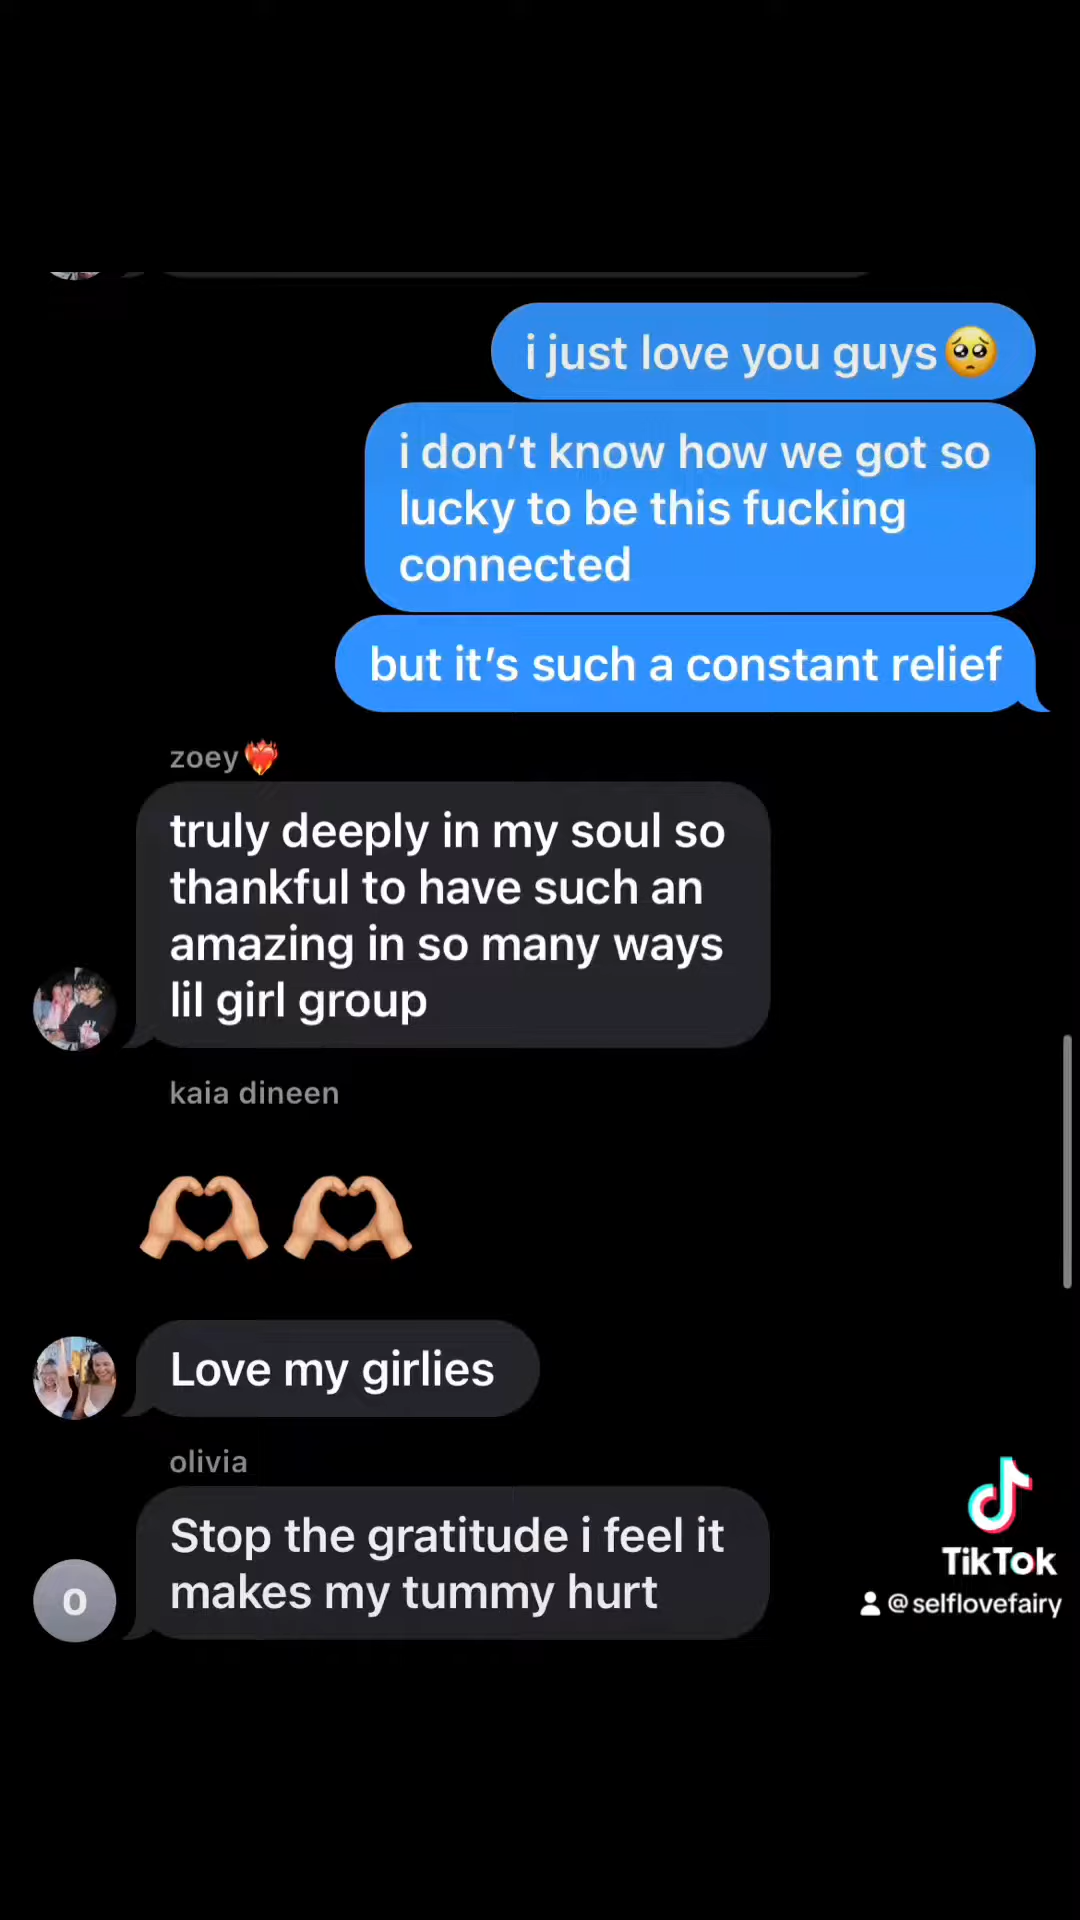 i just love you guys🥺
i don’t know how we got so
lucky to be this fucking
connected
but it’s such a constant relief
zoey❤️‍🔥
truly deeply in my soul so
thankful to have such an
amazing in so many ways
lil girl group
kaia dineen
🫶🏼🫶🏼
Love my girlies
olivia
Stop the gratitude i feel it
makes my tummy hurt
O
TikTok
@selflovefairy